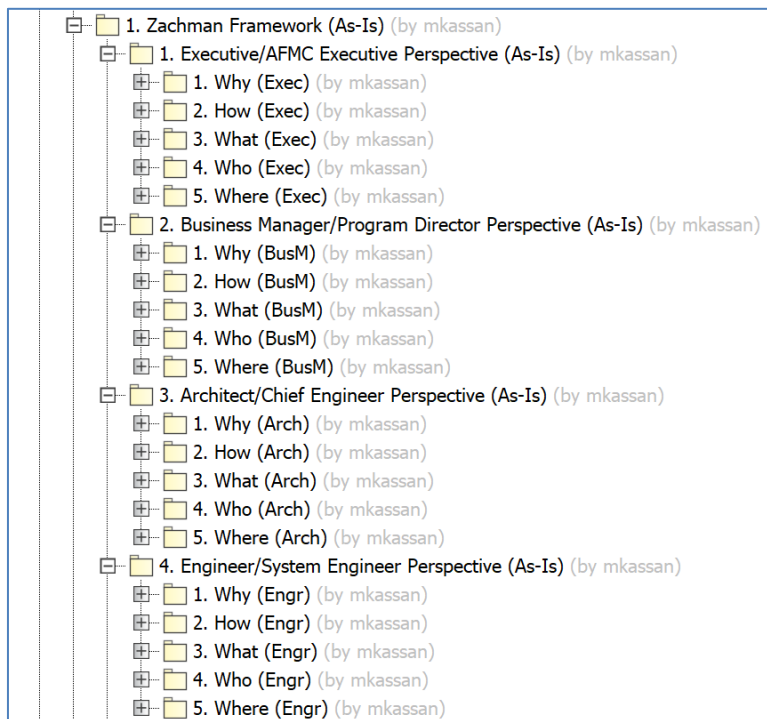 1. Zachman Framework (As-Is) (by mkassan)
1. Executive/AFMC Executive Perspective (As-Is) (by mkassan)
1. Why (Exec) (by mkassan)
2. How (Exec) (by mkassan)
3. What (Exec) (by mkassan)
4. Who (Exec) (by mkassan)
5. Where (Exec) (by mkassan)
2. Business Manager/Program Director Perspective (As-Is) (by mkassan)
1. Why (BusM) (by mkassan)
2. How (BusM) (by mkassan)
3. What (BusM) (by mkassan)
4. Who (BusM) (by mkassan)
5. Where (BusM) (by mkassan)
3. Architect/Chief Engineer Perspective (As-Is) (by mkassan)
1. Why (Arch) (by mkassan)
2. How (Arch) (by mkassan)
3. What (Arch) (by mkassan)
4. Who (Arch) (by mkassan)
5. Where (Arch) (by mkassan)
4. Engineer/System Engineer Perspective (As-Is) (by mkassan)
1. Why (Engr) (by mkassan)
2. How (Engr) (by mkassan)
3. What (Engr) (by mkassan)
4. Who (Engr) (by mkassan)
5. Where (Engr) (by mkassan)